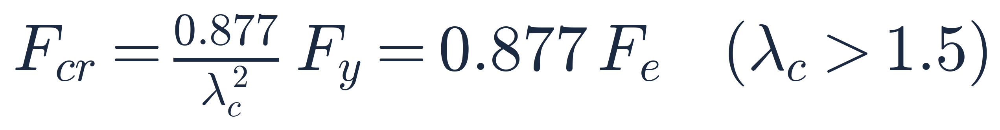 $F_{cr} = \frac{0.877}{\lambda_c^2} F_y = 0.877 F_e \quad (\lambda_c > 1.5)$